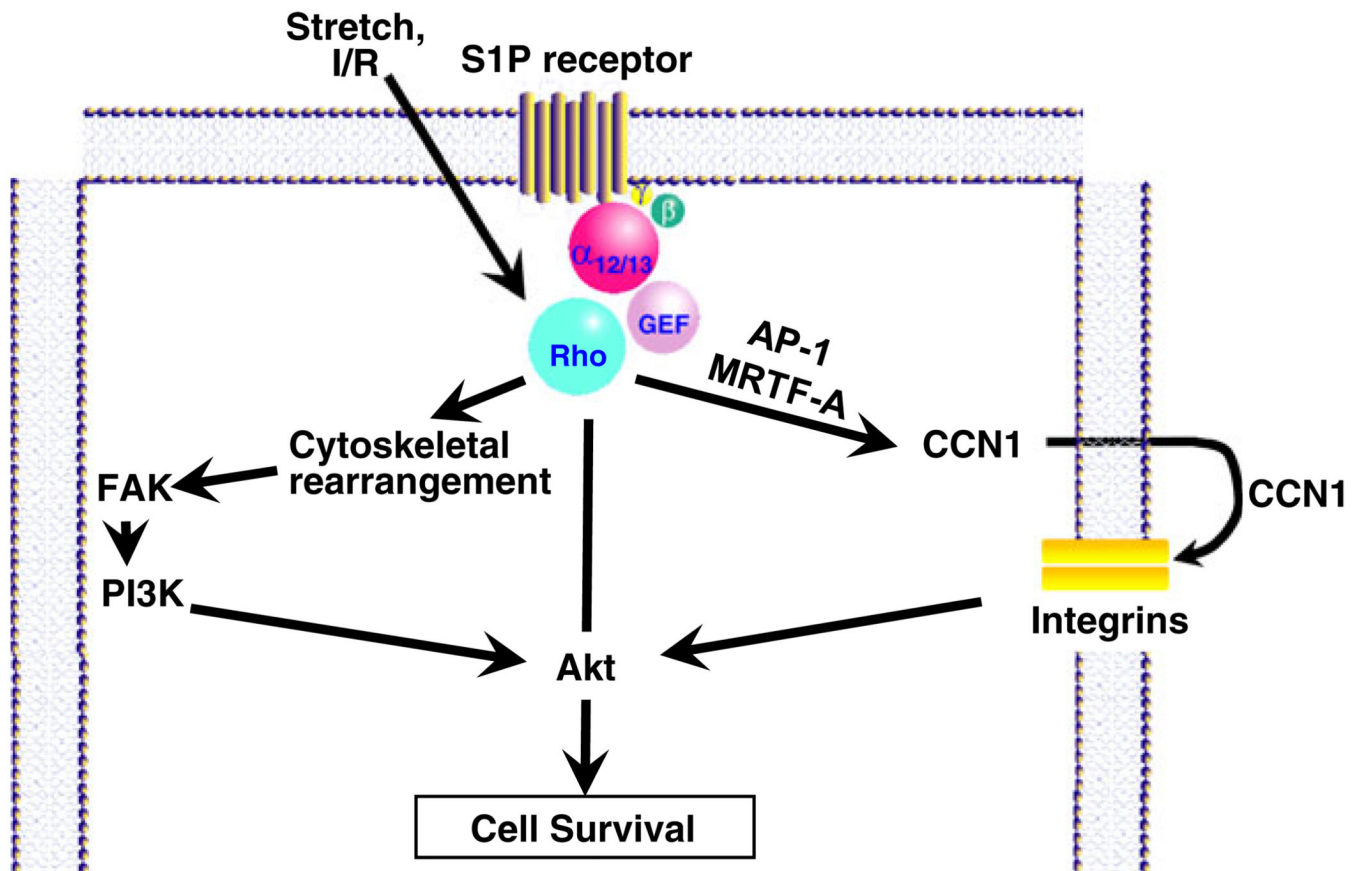 Stretch,
I/R
S1P receptor
γ
β
α12/13
GEF
Rho
AP-1
MRTF-A
Cytoskeletal
rearrangement
CCN1
FAK
CCN1
PI3K
Integrins
Akt
Cell Survival